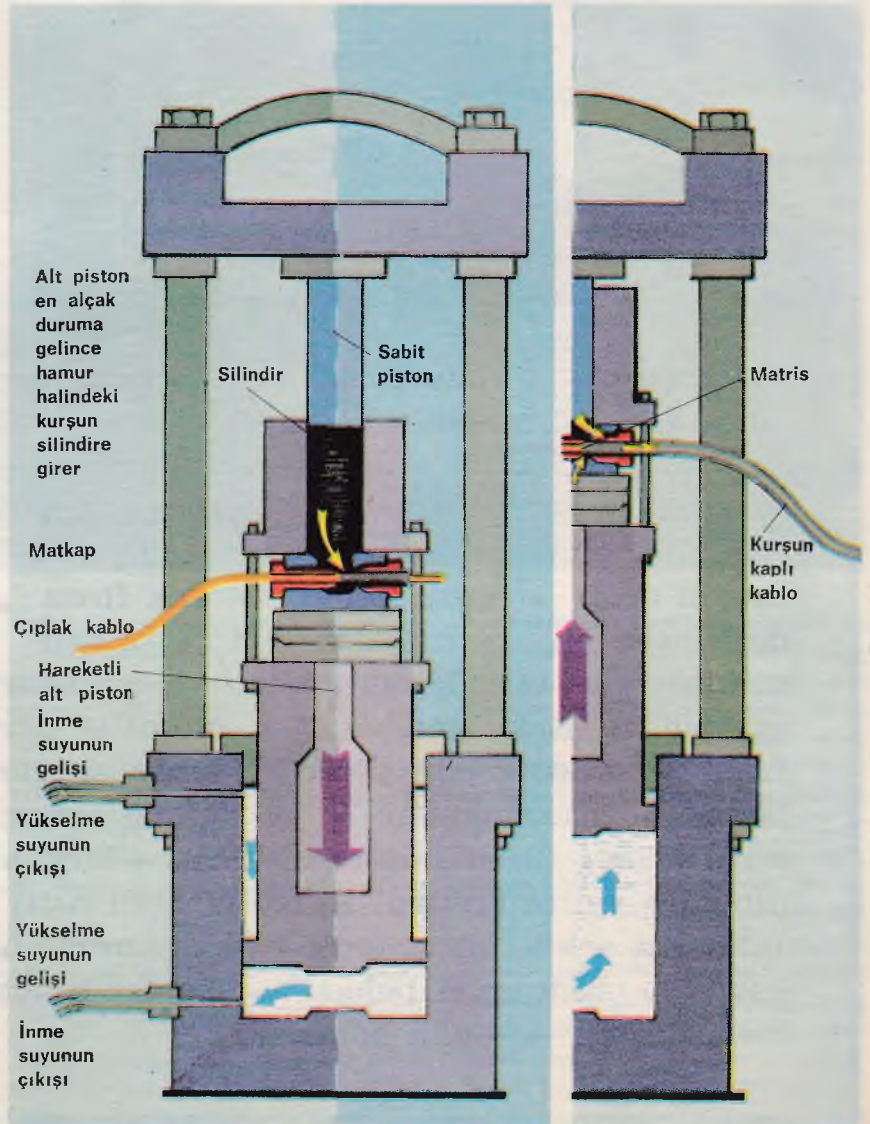 Alt piston
en alçak
duruma
gelince
hamur
halindeki
kurşun
silindire
girer
Silindir
Sabit
piston
Matris
Matkap
Kurşun
kaplı
kablo
Çıplak kablo
Hareketli
alt piston
İnme
suyunun
gelişi
Yükselme
suyunun
çıkışı
Yükselme
suyunun
gelişi
İnme
suyunun
çıkışı